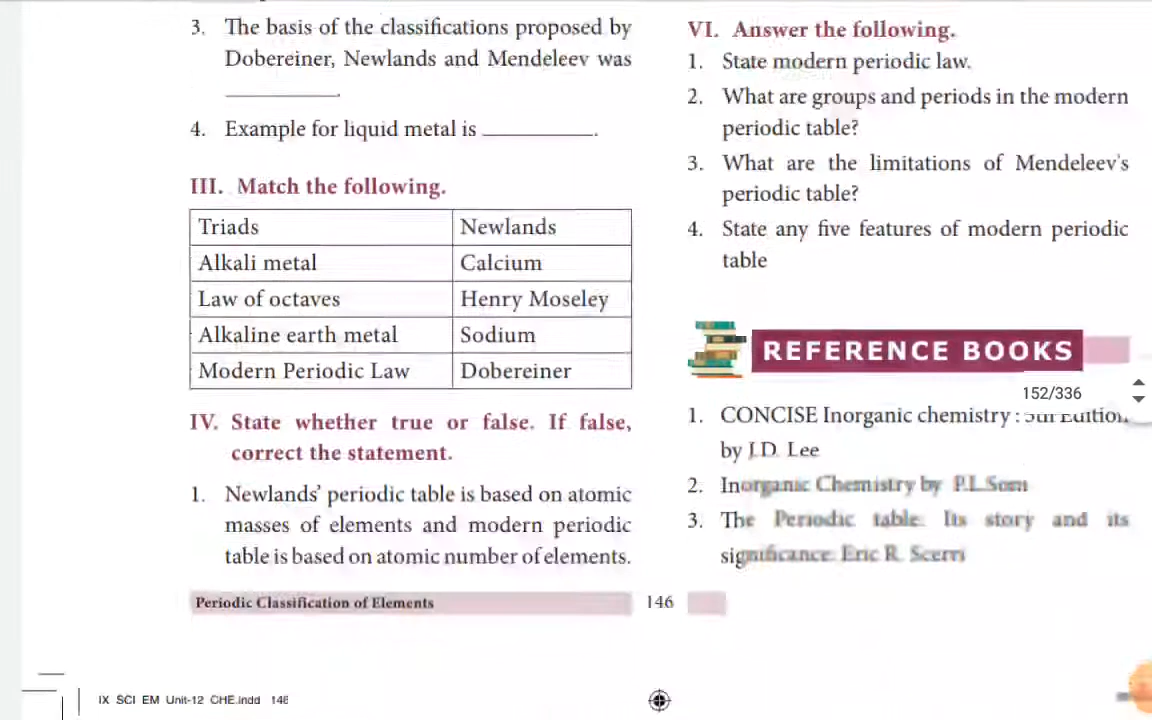 3. The basis of the classifications proposed by
Dobereiner, Newlands and Mendeleev was
____________.
4. Example for liquid metal is ____________.
III. Match the following.
Triads Newlands
Alkali metal Calcium
Law of octaves Henry Moseley
Alkaline earth metal Sodium
Modern Periodic Law Dobereiner
IV. State whether true or false. If false,
correct the statement.
1. Newlands' periodic table is based on atomic
masses of elements and modern periodic
table is based on atomic number of elements.
VI. Answer the following.
1. State modern periodic law.
2. What are groups and periods in the modern
periodic table?
3. What are the limitations of Mendeleev's
periodic table?
4. State any five features of modern periodic
table
REFERENCE BOOKS
152/336
1. CONCISE Inorganic chemistry : 5th Edition
by J.D. Lee
2. Inorganic Chemistry by P.L.Soni
3. The Periodic table: Its story and its
significance Eric R. Scerri
Periodic Classification of Elements 146
IX SCI EM Unit-12 CHE.indd 146